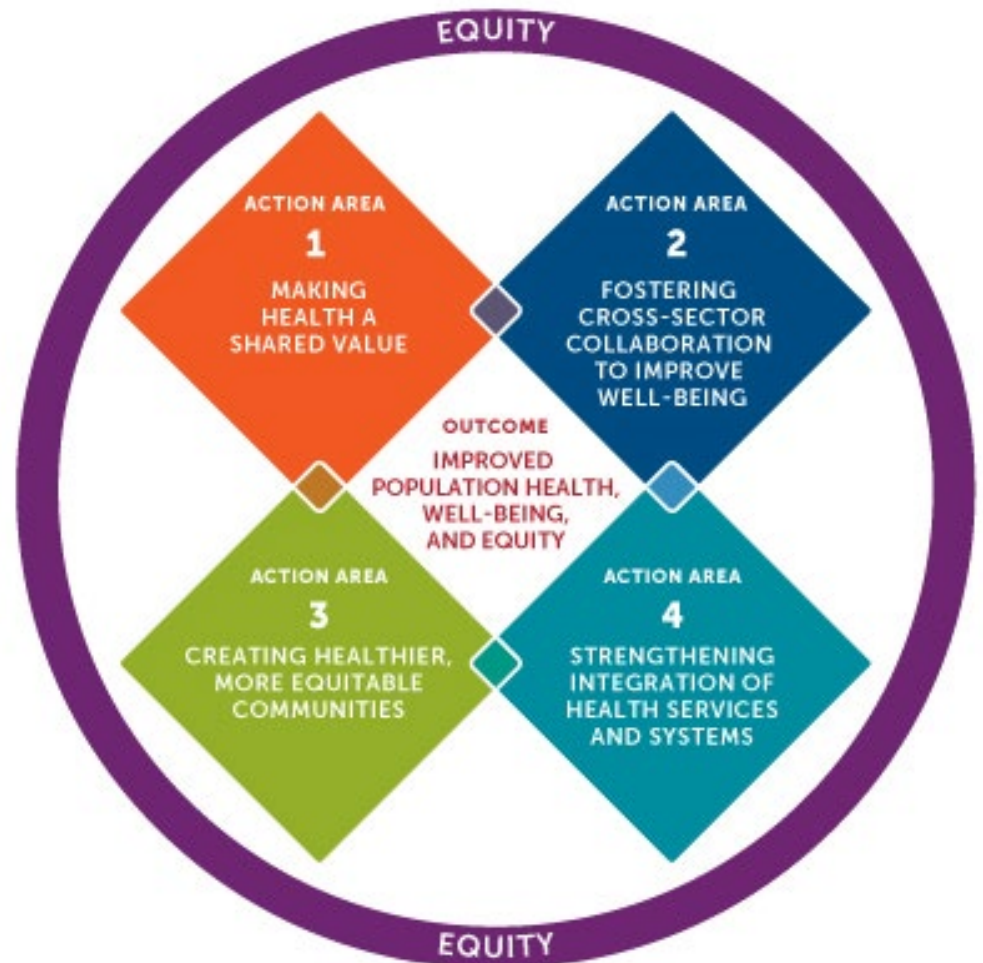 EQUITY
ACTION AREA
1
MAKING
HEALTH A
SHARED VALUE
ACTION AREA
2
FOSTERING
CROSS-SECTOR
COLLABORATION
TO IMPROVE
WELL-BEING
OUTCOME
IMPROVED
POPULATION HEALTH,
WELL-BEING,
AND EQUITY
ACTION AREA
3
CREATING HEALTHIER,
MORE EQUITABLE
COMMUNITIES
ACTION AREA
4
STRENGTHENING
INTEGRATION OF
HEALTH SERVICES
AND SYSTEMS
EQUITY